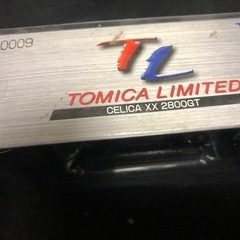 0009
TL
TOMICA LIMITED
CELICA XX 2800GT